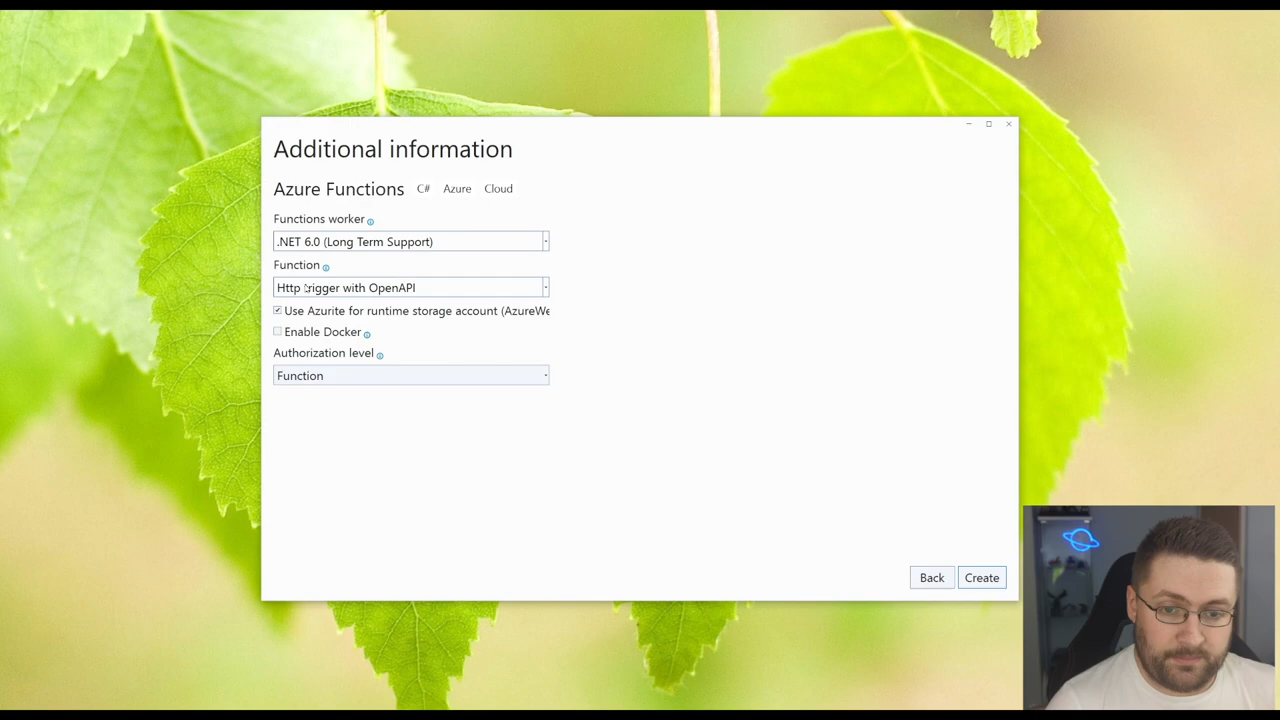 Additional information
Azure Functions C# Azure Cloud
Functions worker
.NET 6.0 (Long Term Support)
Function
Http trigger with OpenAPI
Use Azurite for runtime storage account (AzureWe
Enable Docker
Authorization level
Function
Back Create